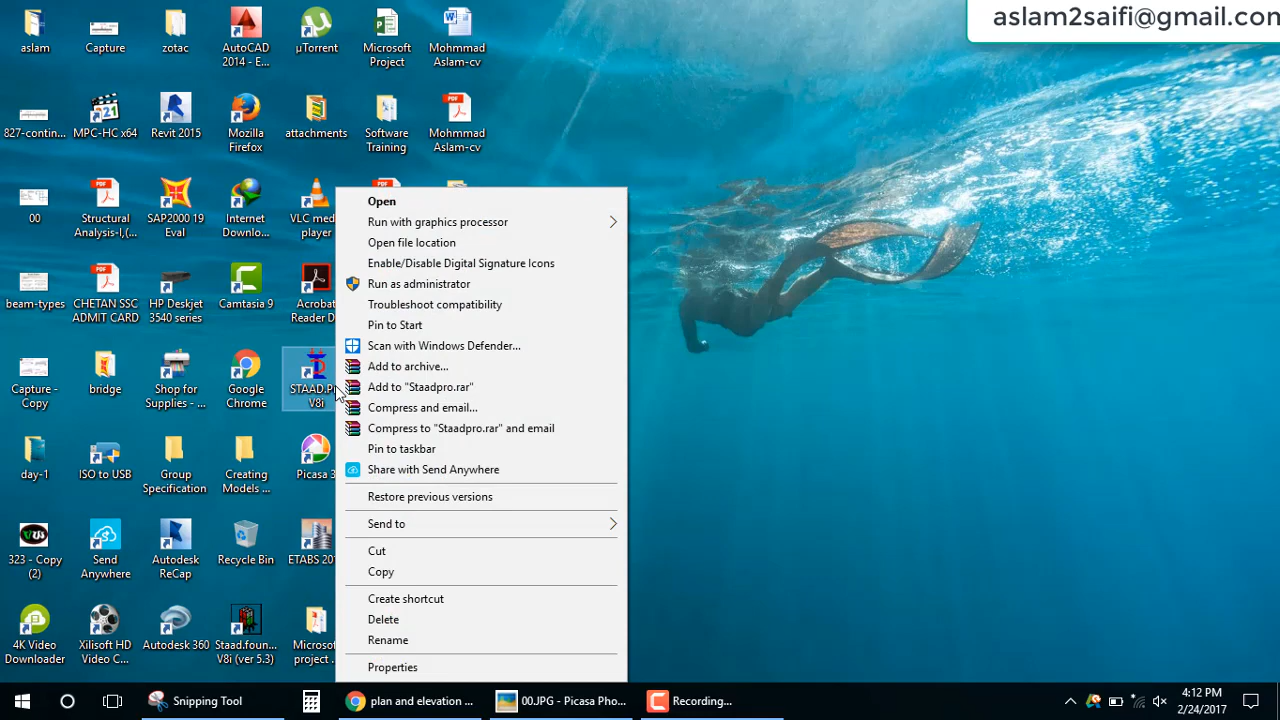 aslam2saifi@gmail.con
aslam
Capture
zotac
AutoCAD
2014 - E...
µTorrent
Microsoft
Project
Mohmmad
Aslam-cv
827-contin...
MPC-HC x64
Revit 2015
Mozilla
Firefox
attachments
Software
Training
Mohmmad
Aslam-cv
00
Structural
Analysis-I,(...
SAP2000 19
Eval
Internet
Downlo...
VLC med
player
beam-types
CHETAN SSC
ADMIT CARD
HP Deskjet
3540 series
Camtasia 9
Acrobat
Reader D
Capture -
Copy
bridge
Shop for
Supplies - ...
Google
Chrome
STAAD.Pr
V8i
day-1
ISO to USB
Group
Specification
Creating
Models ...
Picasa 3
323 - Copy
(2)
Send
Anywhere
Autodesk
ReCap
Recycle Bin
ETABS 20
4K Video
Downloader
Xilisoft HD
Video C...
Autodesk 360
Staad.foun...
V8i (ver 5.3)
Microso
project .
Open
Run with graphics processor
Open file location
Enable/Disable Digital Signature Icons
Run as administrator
Troubleshoot compatibility
Pin to Start
Scan with Windows Defender...
Add to archive...
Add to "Staadpro.rar"
Compress and email...
Compress to "Staadpro.rar" and email
Pin to taskbar
Share with Send Anywhere
Restore previous versions
Send to
Cut
Copy
Create shortcut
Delete
Rename
Properties
Snipping Tool
plan and elevation ...
00.JPG - Picasa Pho...
Recording...
4:12 PM
2/24/2017